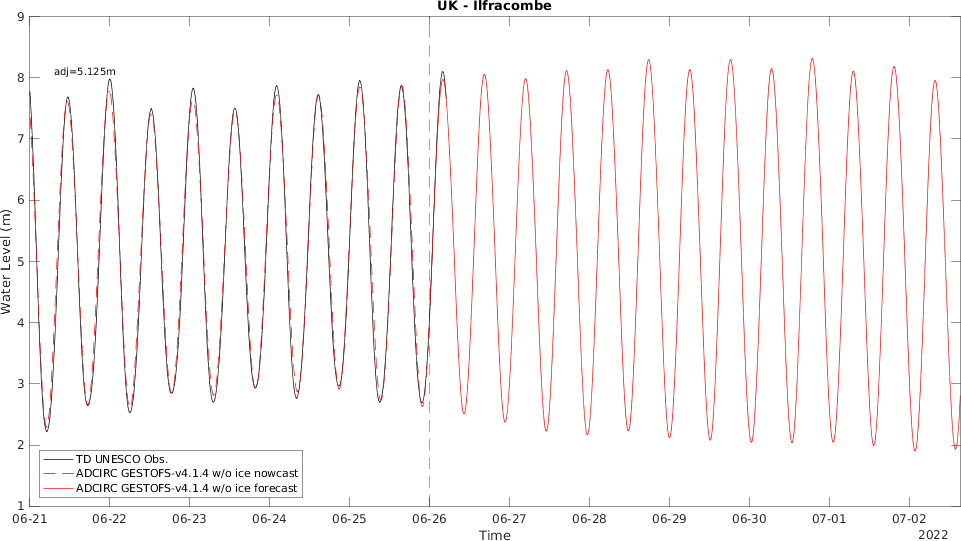 UK - Ilfracombe
adj=5.125m
9
8
7
6
5
4
3
2
1
Water Level (m)
TD UNESCO Obs.
ADCIRC GESTOFS-v4.1.4 w/o ice nowcast
ADCIRC GESTOFS-v4.1.4 w/o ice forecast
06-21 06-22 06-23 06-24 06-25 06-26 06-27 06-28 06-29 06-30 07-01 07-02
Time
2022